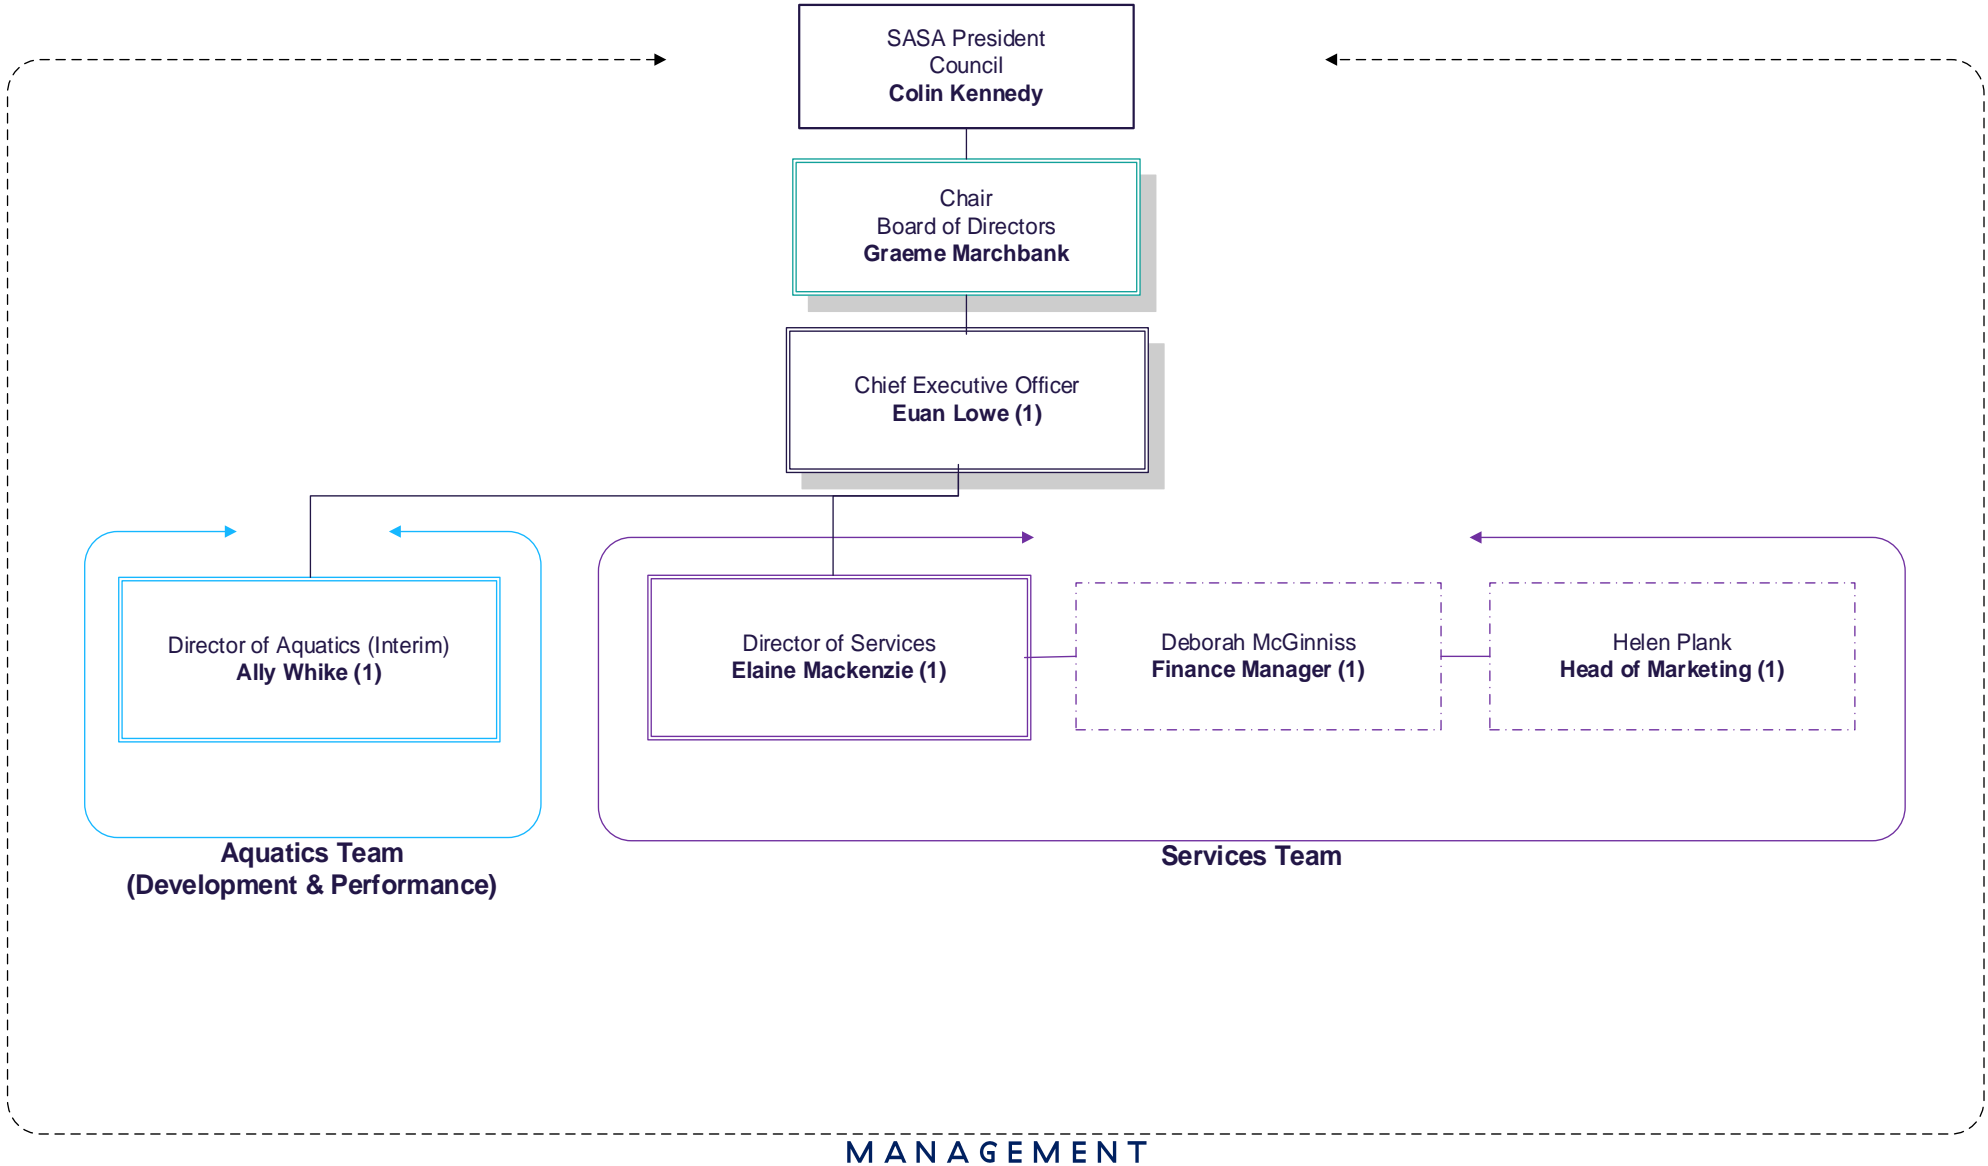 SASA President
Council
Colin Kennedy
Chair
Board of Directors
Graeme Marchbank
Chief Executive Officer
Euan Lowe (1)
Director of Aquatics (Interim)
Ally Whike (1)
Director of Services
Elaine Mackenzie (1)
Deborah McGinniss
Finance Manager (1)
Helen Plank
Head of Marketing (1)
Aquatics Team
(Development & Performance)
Services Team
MANAGEMENT